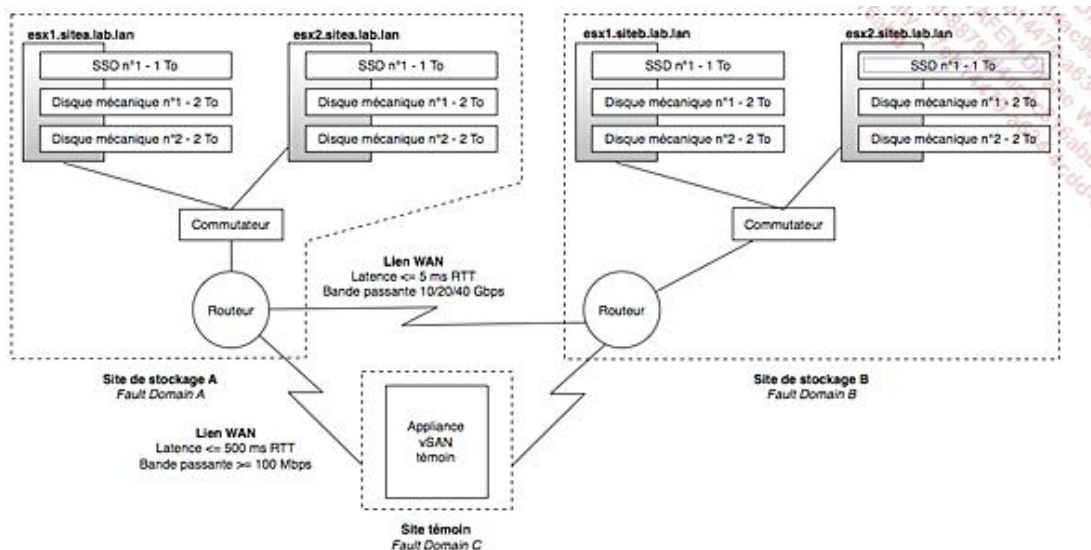 esx1.sitea.lab.lan
SSD n°1 - 1 To
Disque mécanique n°1 - 2 To
Disque mécanique n°2 - 2 To
esx2.sitea.lab.lan
SSD n°1 - 1 To
Disque mécanique n°1 - 2 To
Disque mécanique n°2 - 2 To
Commutateur
Routeur
Site de stockage A
Fault Domain A
Lien WAN
Latence <= 5 ms RTT
Bande passante 10/20/40 Gbps
esx1.siteb.lab.lan
SSD n°1 - 1 To
Disque mécanique n°1 - 2 To
Disque mécanique n°2 - 2 To
esx2.siteb.lab.lan
SSD n°1 - 1 To
Disque mécanique n°1 - 2 To
Disque mécanique n°2 - 2 To
Commutateur
Routeur
Site de stockage B
Fault Domain B
Lien WAN
Latence <= 500 ms RTT
Bande passante >= 100 Mbps
Appliance
vSAN
témoin
Site témoin
Fault Domain C